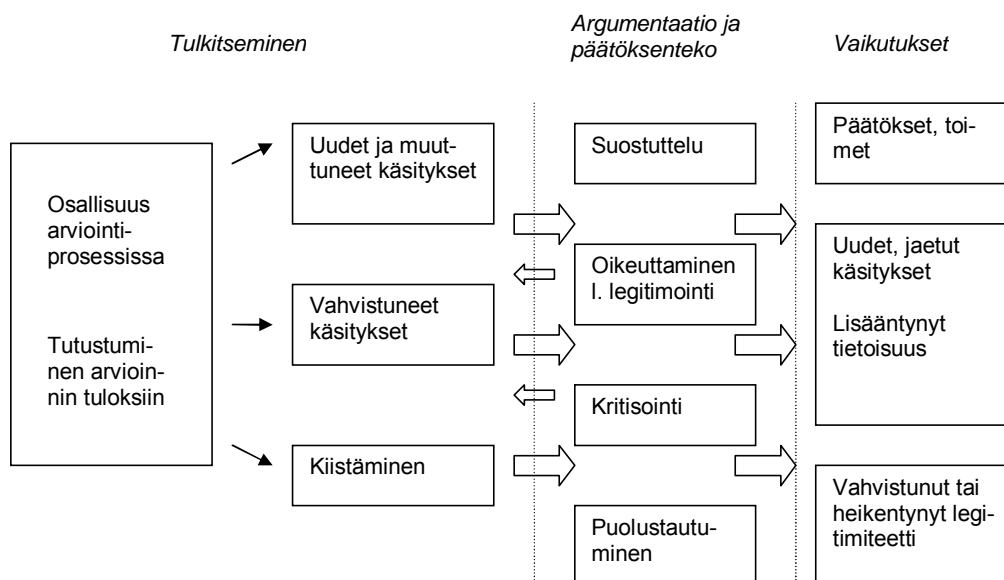 Tulkitseminen
Argumentaatio ja
päätöksenteko
Vaikutukset
Osallisuus
arviointi-
prosessissa
Tutustumi-
nen arvioin-
nin tuloksiin
Uudet ja muut-
tuneet käsitykset
Vahvistuneet
käsitykset
Kiistäminen
Suostuttelu
Oikeuttaminen
l. legitimointi
Kritisointi
Puolustautu-
minen
Päätökset, toi-
met
Uudet, jaetut
käsitykset
Lisääntynyt
tietoisuus
Vahvistunut tai
heikentynyt legi-
timiteetti